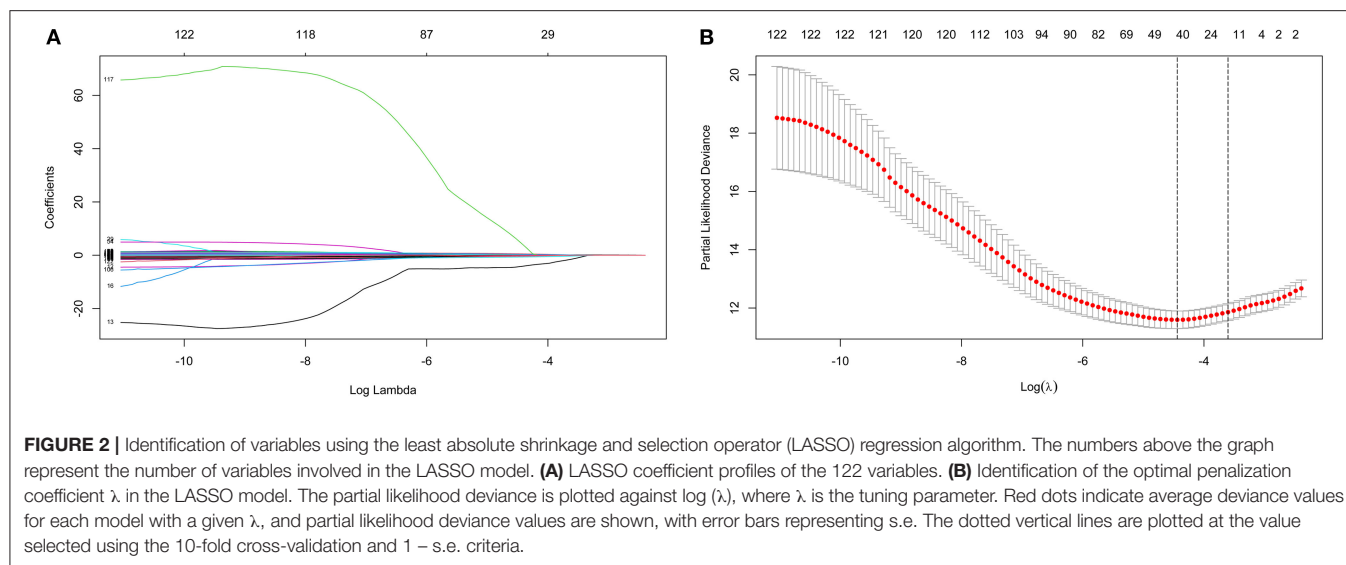 A
122 118 87 29
60
40
20
0
-20
Coefficients
117
16
13
-10 -8 -6 -4
Log Lambda
B
122 122 122 121 120 120 112 103 94 90 82 69 49 40 24 11 4 2 2
20
18
16
14
12
Partial Likelihood Deviance
-10 -8 -6 -4
Log(λ)
FIGURE 2 | Identification of variables using the least absolute shrinkage and selection operator (LASSO) regression algorithm. The numbers above the graph
represent the number of variables involved in the LASSO model. (A) LASSO coefficient profiles of the 122 variables. (B) Identification of the optimal penalization
coefficient λ in the LASSO model. The partial likelihood deviance is plotted against log (λ), where λ is the tuning parameter. Red dots indicate average deviance values
for each model with a given λ, and partial likelihood deviance values are shown, with error bars representing s.e. The dotted vertical lines are plotted at the value
selected using the 10-fold cross-validation and 1 – s.e. criteria.